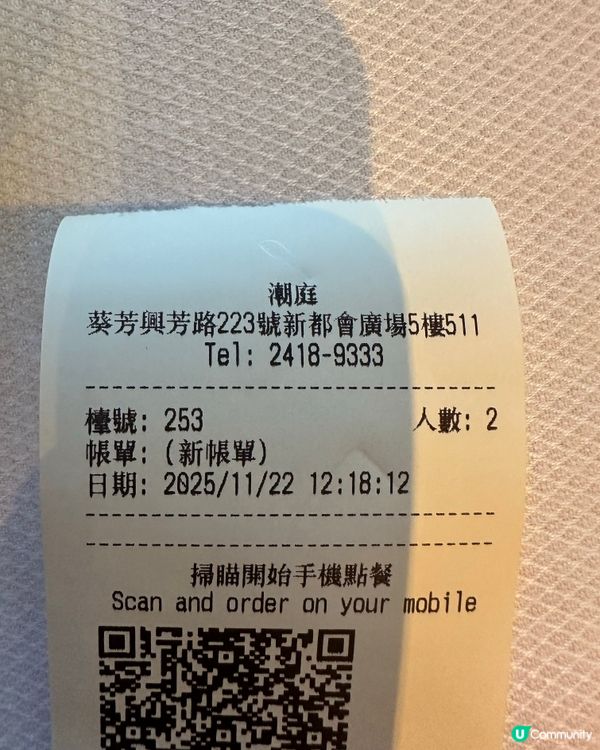 潮庭
葵芳興芳路223號新都會廣場5樓511
Tel: 2418-9333
檯號: 253 人數: 2
帳單: (新帳單)
日期: 2025/11/22 12:18:12
掃瞄開始手機點餐
Scan and order on your mobile
U Community